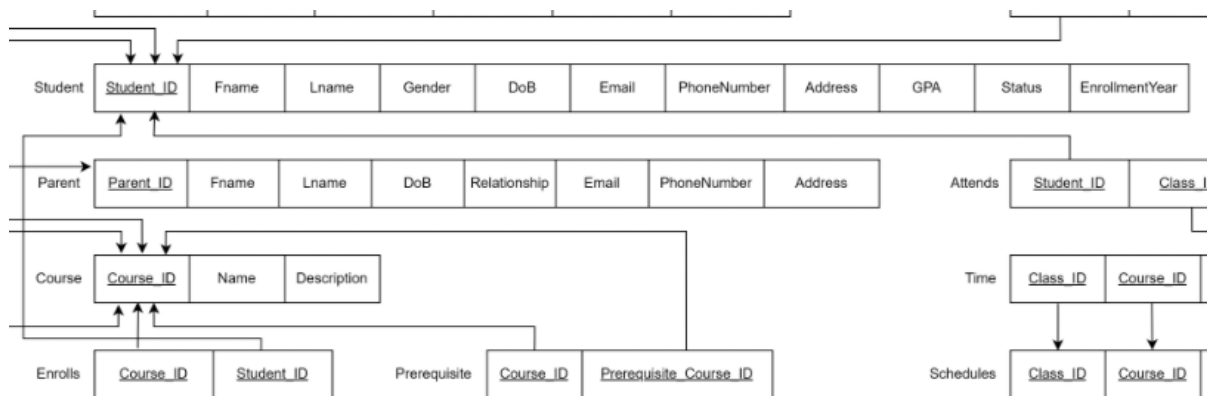 Student Student_ID Fname Lname Gender DoB Email PhoneNumber Address GPA Status EnrollmentYear
Parent Parent_ID Fname Lname DoB Relationship Email PhoneNumber Address Attends Student_ID Class_I
Course Course_ID Name Description Time Class_ID Course_ID
Enrolls Course_ID Student_ID Prerequisite Course_ID Prerequisite_Course_ID Schedules Class_ID Course_ID